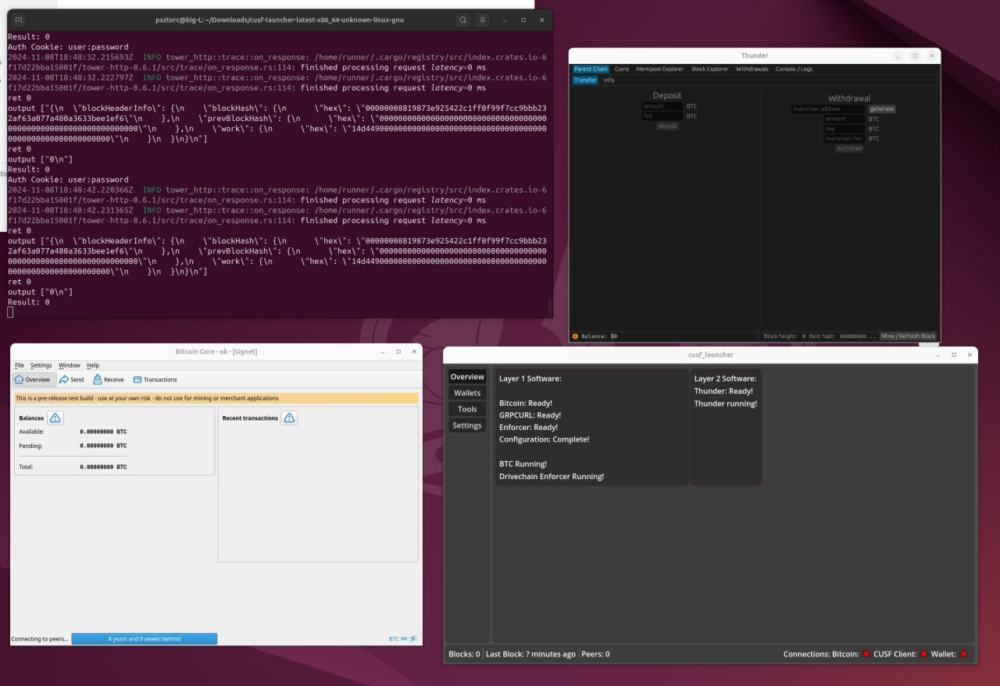 psztorc@big-L: ~/Downloads/cusf-launcher-latest-x86_64-unknown-linux-gnu
Result: 0
Auth Cookie: user:password
2024-11-08T18:48:32.215693Z  INFO tower_http::trace::on_response: /home/runner/.cargo/registry/src/index.crates.io-6
f17d22bba15001f/tower-http-0.6.1/src/trace/on_response.rs:114: finished processing request latency=0 ms
2024-11-08T18:48:32.222797Z  INFO tower_http::trace::on_response: /home/runner/.cargo/registry/src/index.crates.io-6
f17d22bba15001f/tower-http-0.6.1/src/trace/on_response.rs:114: finished processing request latency=0 ms
ret 0
output ["{\n  \"blockHeaderInfo\": {\n    \"blockHash\": {\n      \"hex\": \"00000008819873e925422c1ff0f99f7cc9bbb23
2af63a077a480a3633bee1ef6\"\n    },\n    \"prevBlockHash\": {\n      \"hex\": \"00000000000000000000000000000000000
00000000000000000000000000000\"\n    },\n    \"work\": {\n      \"hex\": \"14d4490000000000000000000000000000000000
000000000000000000000000\"\n    }\n  }\n}\n"]
ret 0
output ["0\n"]
Result: 0
Auth Cookie: user:password
2024-11-08T18:48:42.220366Z  INFO tower_http::trace::on_response: /home/runner/.cargo/registry/src/index.crates.io-6
f17d22bba15001f/tower-http-0.6.1/src/trace/on_response.rs:114: finished processing request latency=0 ms
2024-11-08T18:48:42.231365Z  INFO tower_http::trace::on_response: /home/runner/.cargo/registry/src/index.crates.io-6
f17d22bba15001f/tower-http-0.6.1/src/trace/on_response.rs:114: finished processing request latency=0 ms
ret 0
output ["{\n  \"blockHeaderInfo\": {\n    \"blockHash\": {\n      \"hex\": \"00000008819873e925422c1ff0f99f7cc9bbb23
2af63a077a480a3633bee1ef6\"\n    },\n    \"prevBlockHash\": {\n      \"hex\": \"00000000000000000000000000000000000
00000000000000000000000000000\"\n    },\n    \"work\": {\n      \"hex\": \"14d4490000000000000000000000000000000000
000000000000000000000000\"\n    }\n  }\n}\n"]
ret 0
output ["0\n"]
Result: 0
Thunder
Parent Chain Coins Mempool Explorer Block Explorer Withdrawals Console / Logs
Transfer Info
Deposit
amount BTC
fee BTC
deposit
Withdrawal
mainchain address generate
amount BTC
fee BTC
mainchain fee BTC
withdraw
Balance: ₿0 Block height: 0 Best hash: 00000000... Mine / Refresh Block
Bitcoin Core - ok - [signet]
File Settings Window Help
Overview Send Receive Transactions
This is a pre-release test build - use at your own risk - do not use for mining or merchant applications
Balances
Available: 0.00000000 BTC
Pending: 0.00000000 BTC
Total: 0.00000000 BTC
Recent transactions
Connecting to peers... 4 years and 9 weeks behind BTC HD
cusf_launcher
Overview
Wallets
Tools
Settings
Layer 1 Software:
Bitcoin: Ready!
GRPCURL: Ready!
Enforcer: Ready!
Configuration: Complete!
BTC Running!
Drivechain Enforcer Running!
Layer 2 Software:
Thunder: Ready!
Thunder running!
Blocks: 0 Last Block: ? minutes ago Peers: 0 Connections: Bitcoin: CUSF Client: Wallet: